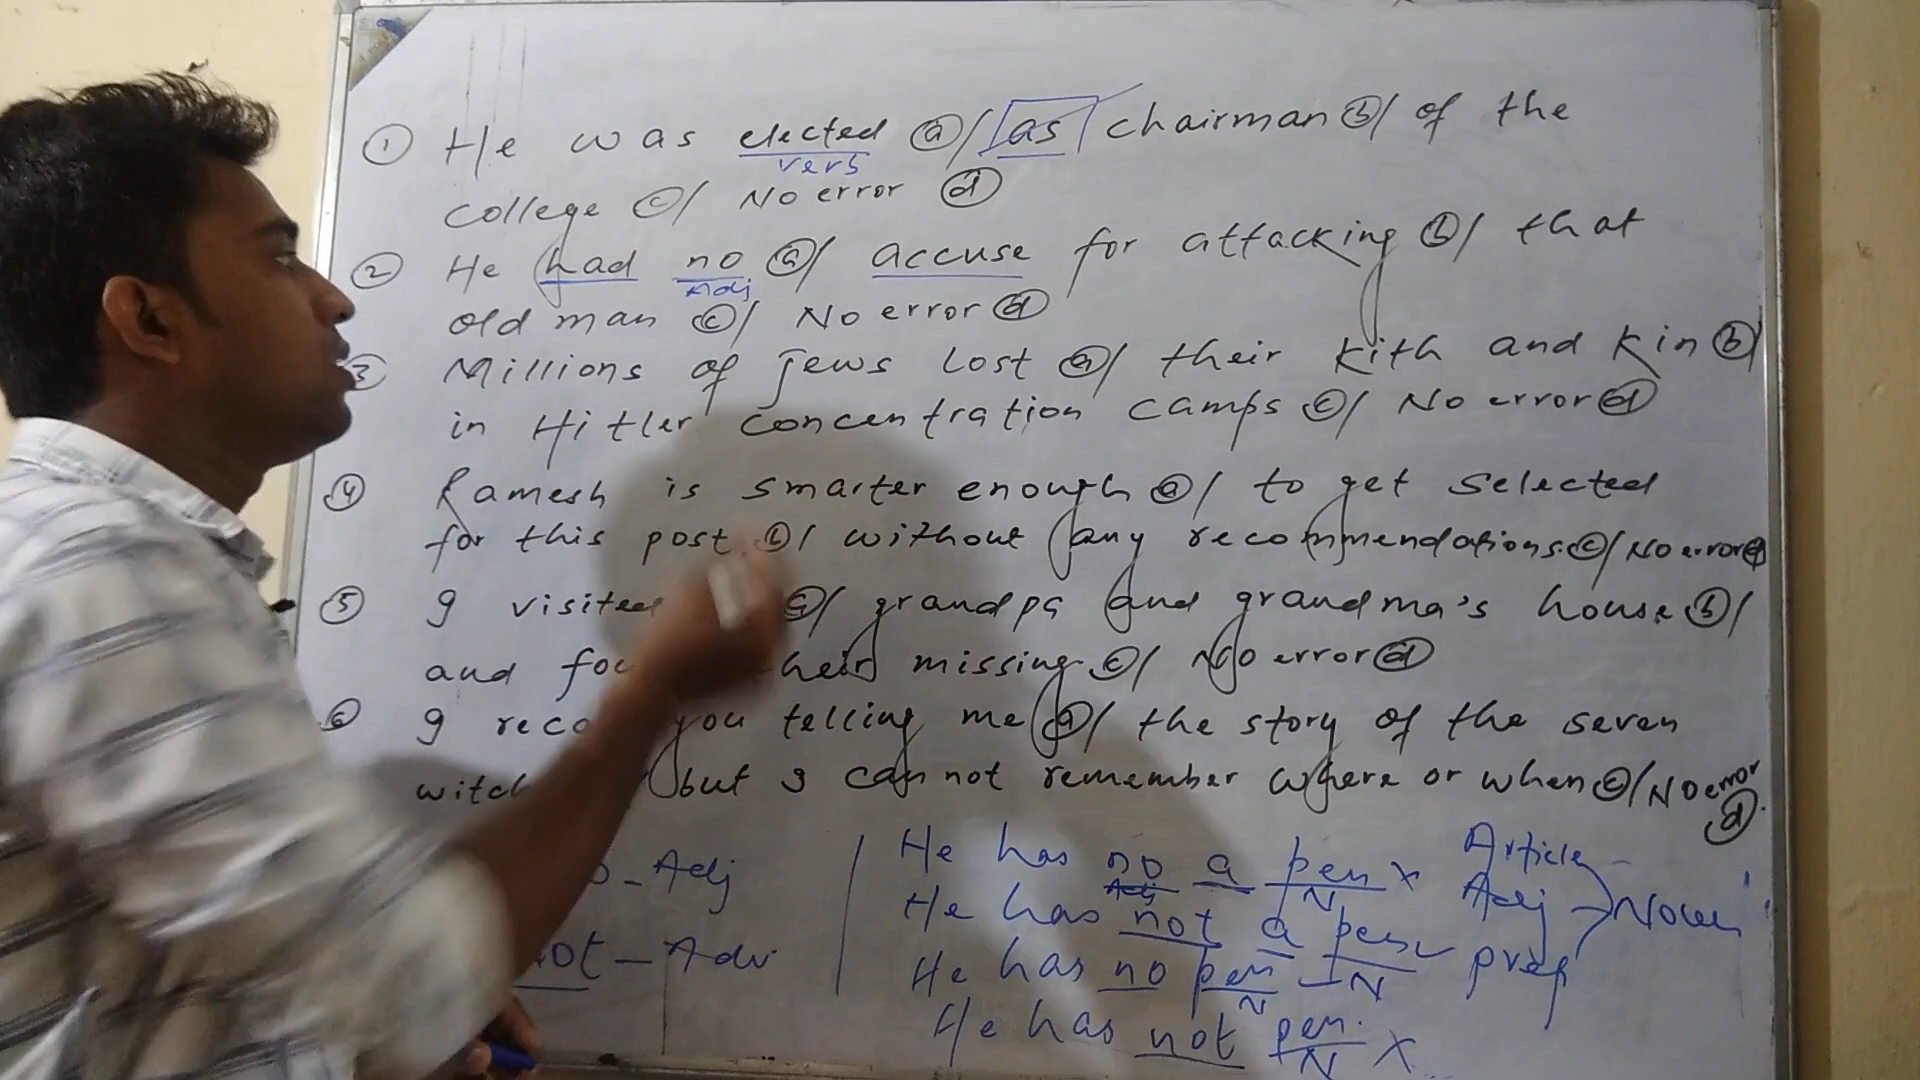 ① He was elected ⓐ/ as chairman ⓑ/ of the
verb
college ⓒ/ No error ⓓ
② He had no ⓐ/ accuse for attacking ⓑ/ that
Adj
old man ⓒ/ No error ⓓ
3 Millions of Jews lost ⓐ/ their kith and kin ⓑ/
in Hitler concentration camps ⓒ/ No error ⓓ
④ Ramesh is smarter enough ⓐ/ to get selected
for this post ⓑ/ without any recommendations ⓒ/ No error ⓓ
⑤ I visited ⓐ/ grandpa and grandma's house ⓑ/
and missing ⓒ/ No error ⓓ
⑥ I you telling me ⓐ/ the story of the seven
but I can not remember where or when ⓒ/ No error
ⓓ
- Adj
not - Adv
He has no a pen x
Adj N
He has not a pen
N
He has no pen
N
He has not pen. x
N
Article
Adj
prep
Noun